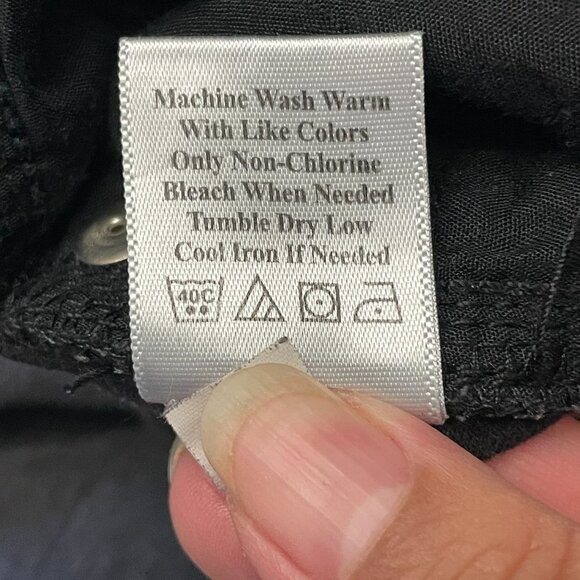 Machine Wash Warm
With Like Colors
Only Non-Chlorine
Bleach When Needed
Tumble Dry Low
Cool Iron If Needed
40C